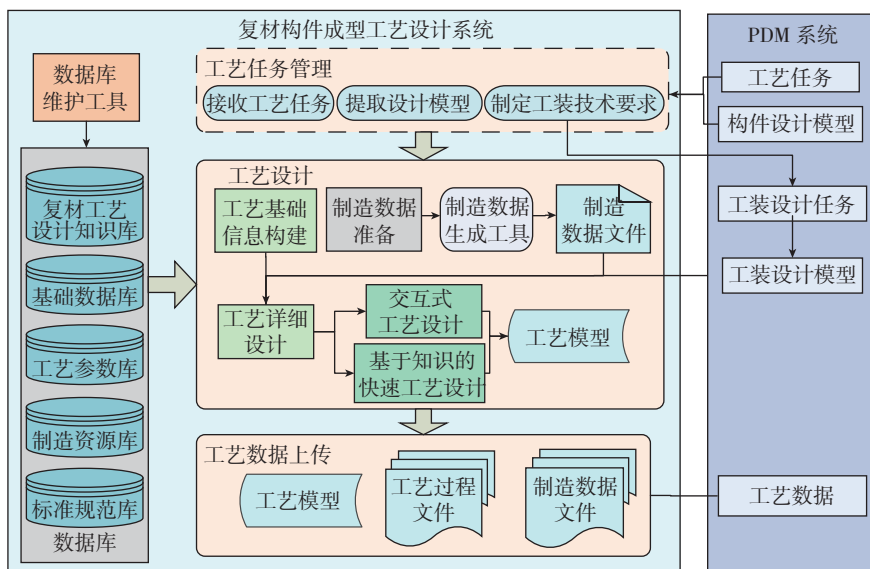 复材构件成型工艺设计系统
数据库
维护工具
复材工艺
设计知识库
基础数据库
工艺参数库
制造资源库
标准规范库
数据库
工艺任务管理
接收工艺任务
提取设计模型
制定工装技术要求
工艺设计
工艺基础
信息构建
制造数据
准备
制造数据
生成工具
制造
数据文件
工艺详细
设计
交互式
工艺设计
基于知识的
快速工艺设计
工艺模型
工艺数据上传
工艺模型
工艺过程
文件
制造数据
文件
PDM 系统
工艺任务
构件设计模型
工装设计任务
工装设计模型
工艺数据